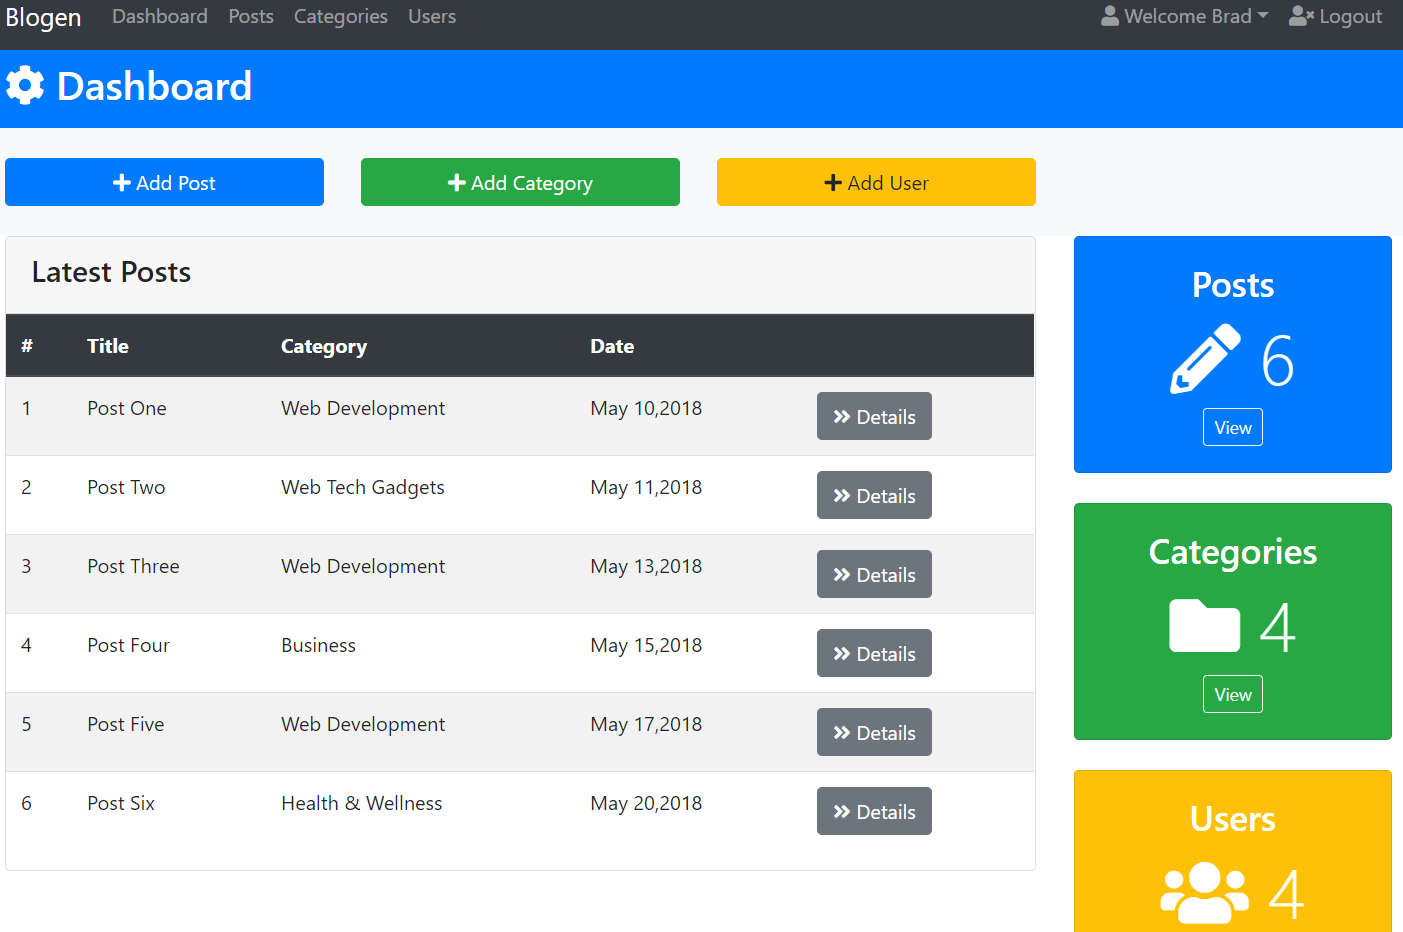 Blogen Dashboard Posts Categories Users Welcome Brad Logout
Dashboard
Add Post Add Category Add User
Latest Posts
# Title Category Date
1 Post One Web Development May 10,2018 Details
2 Post Two Web Tech Gadgets May 11,2018 Details
3 Post Three Web Development May 13,2018 Details
4 Post Four Business May 15,2018 Details
5 Post Five Web Development May 17,2018 Details
6 Post Six Health & Wellness May 20,2018 Details
Posts
6
View
Categories
4
View
Users
4